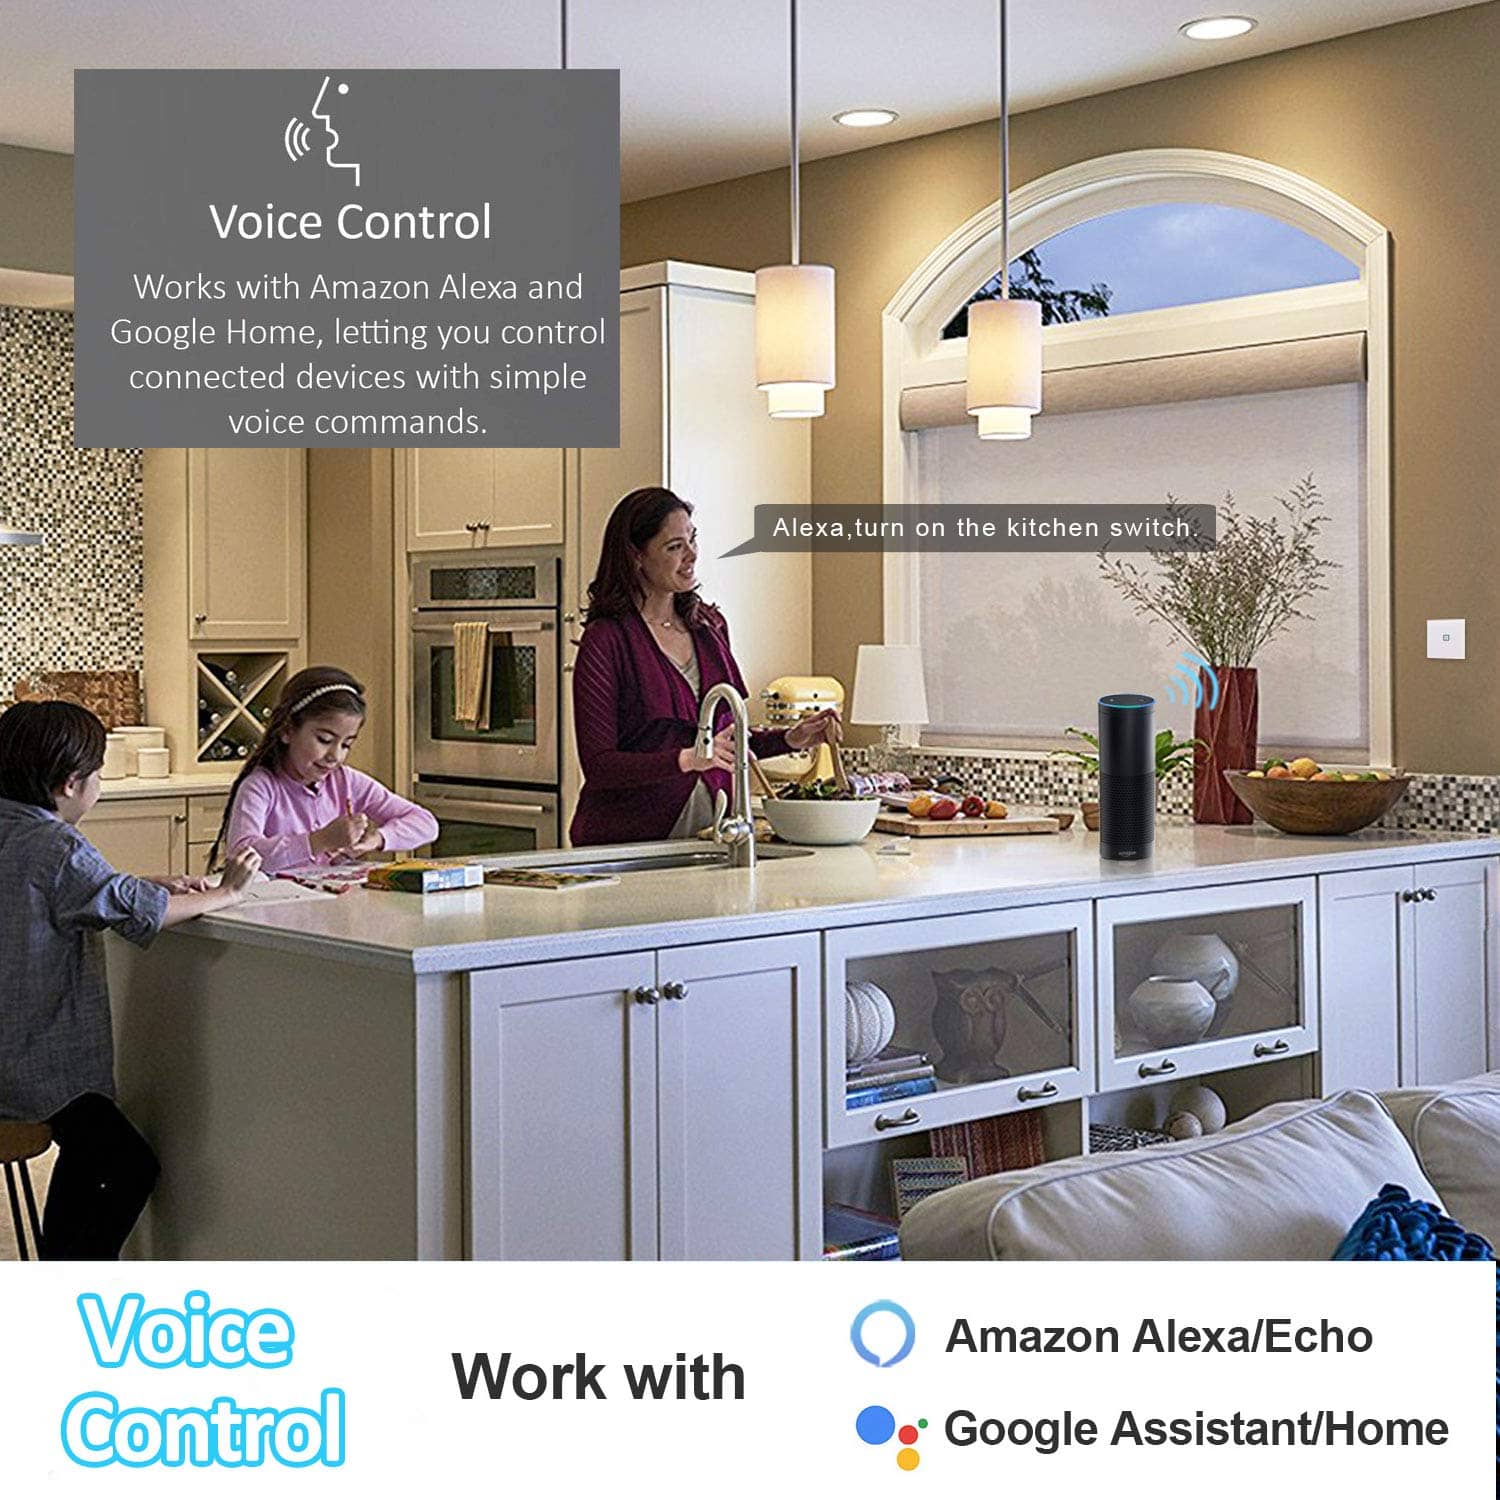 Voice Control
Works with Amazon Alexa and
Google Home, letting you control
connected devices with simple
voice commands.
Alexa,turn on the kitchen switch.
Voice
Control
Work with
Amazon Alexa/Echo
Google Assistant/Home